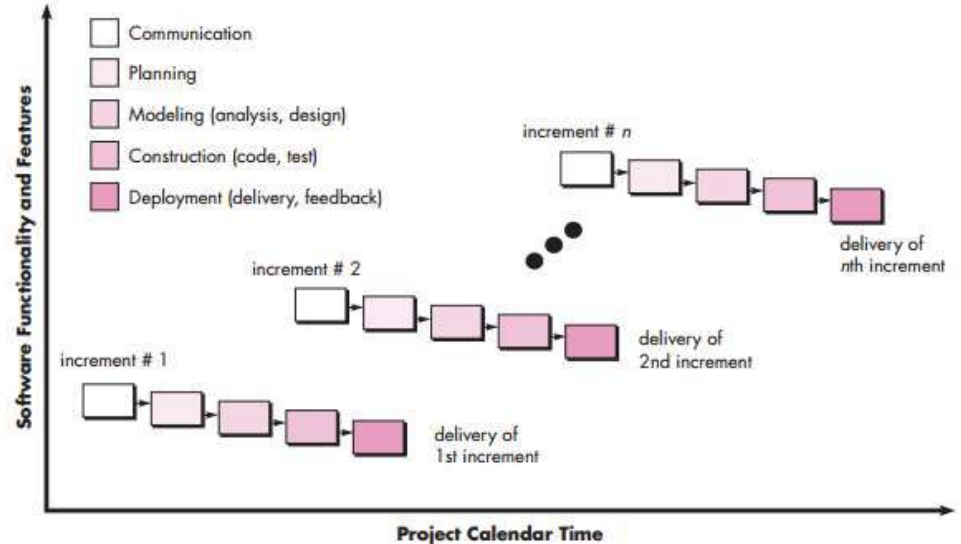 Software Functionality and Features
Communication
Planning
Modeling (analysis, design)
Construction (code, test)
Deployment (delivery, feedback)
increment # n
delivery of
nth increment
increment # 2
delivery of
2nd increment
increment # 1
delivery of
1st increment
Project Calendar Time